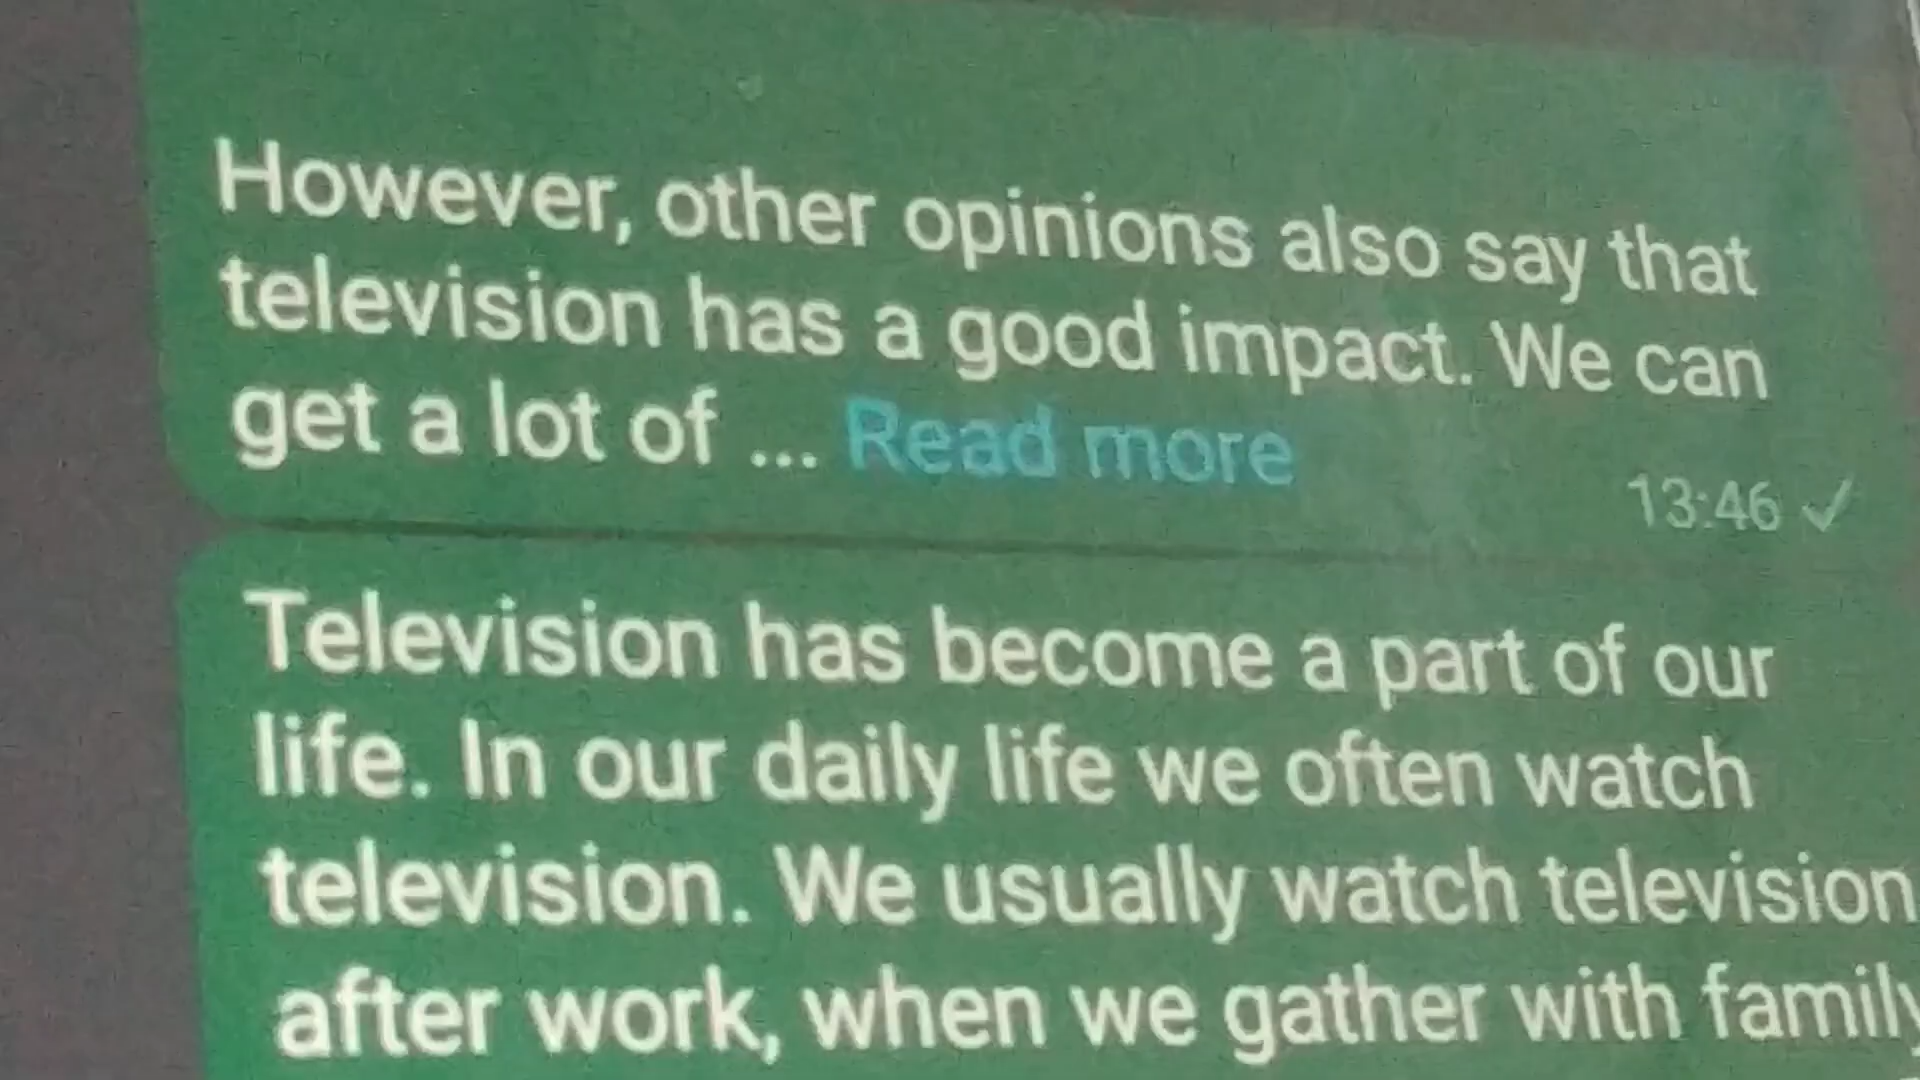 However, other opinions also say that
television has a good impact. We can
get a lot of ... Read more
13:46 ✓
Television has become a part of our
life. In our daily life we often watch
television. We usually watch television
after work, when we gather with family